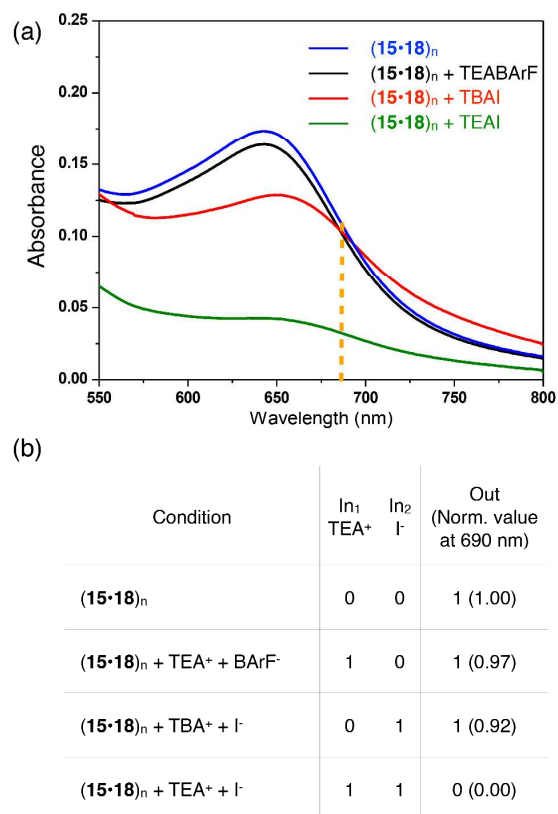 (a)
0.25
0.20
0.15
0.10
0.05
0.00
Absorbance
(15•18)n
(15•18)n + TEABArF
(15•18)n + TBAI
(15•18)n + TEAI
550 600 650 700 750 800
Wavelength (nm)
(b)
Condition
In1 TEA+
In2 I-
Out
(Norm. value
at 690 nm)
(15•18)n 0 0 1 (1.00)
(15•18)n + TEA+ + BArF- 1 0 1 (0.97)
(15•18)n + TBA+ + I- 0 1 1 (0.92)
(15•18)n + TEA+ + I- 1 1 0 (0.00)